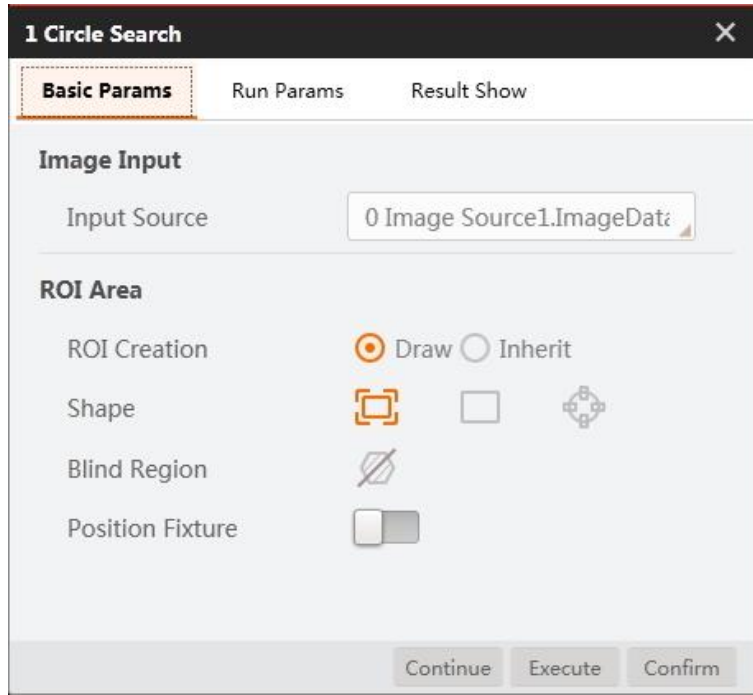 1 Circle Search
Basic Params Run Params Result Show
Image Input
Input Source 0 Image Source1.ImageData
ROI Area
ROI Creation Draw Inherit
Shape
Blind Region
Position Fixture
Continue Execute Confirm